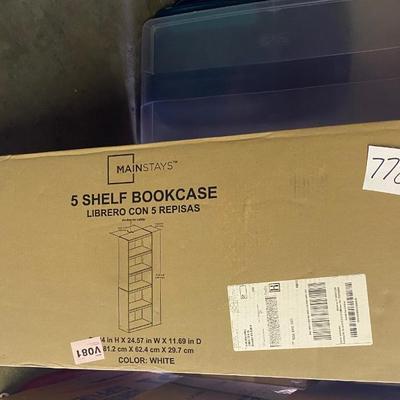 MAINSTAYS™
5 SHELF BOOKCASE
LIBRERO CON 5 REPISAS
4 in H X 24.57 in W X 11.69 in D
81.2 cm X 62.4 cm X 29.7 cm
COLOR: WHITE
V081
77